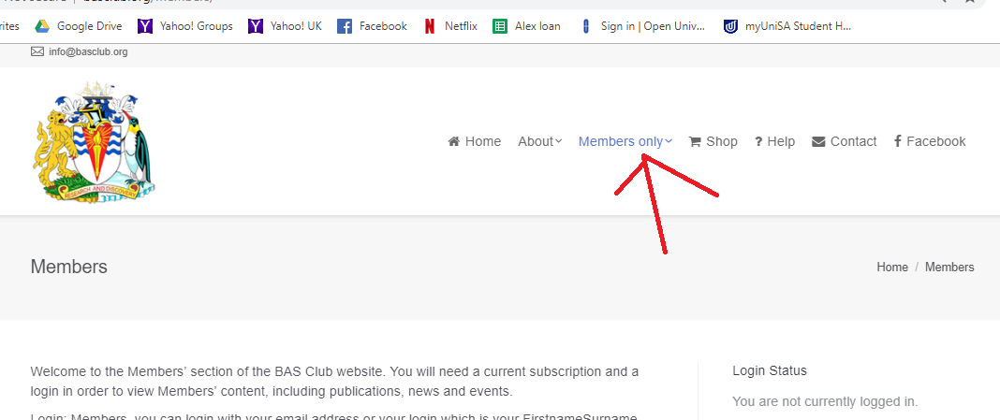 info@basclub.org
rites Google Drive Yahoo! Groups Yahoo! UK Facebook Netflix Alex loan Sign in | Open Univ... myUniSA Student H...
RESEARCH AND DISCOVERY
Home About Members only Shop ? Help Contact Facebook
Members
Home / Members
Welcome to the Members' section of the BAS Club website. You will need a current subscription and a
login in order to view Members' content, including publications, news and events.
Login: Members, you can login with your email address or your login which is your FirstnameSurname
Login Status
You are not currently logged in.